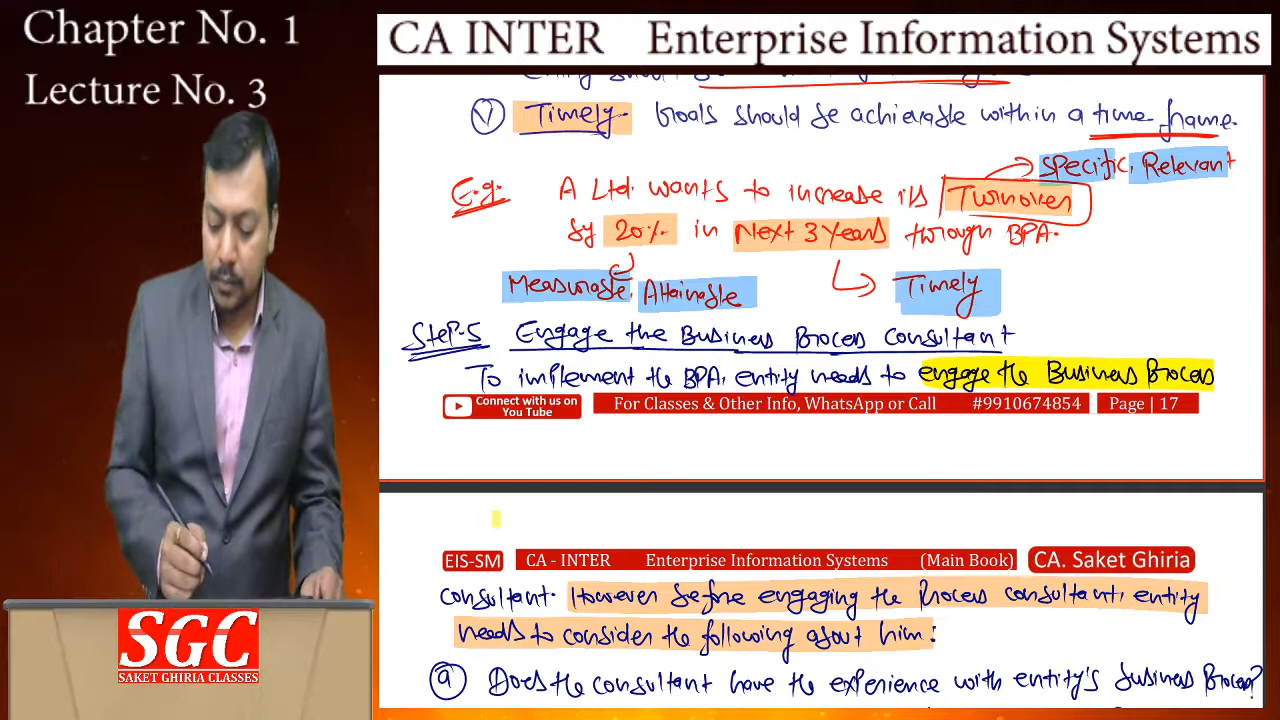 Chapter No. 1
Lecture No. 3
CA INTER Enterprise Information Systems
(v) Timely. Goals should be achievable within a time frame.
Specific, Relevant
E.g. A Ltd. wants to increase its Turnover
by 20% in Next 3 Years through BPA.
Measurable, Attainable Timely
Step-5 Engage the Business Process Consultant
To implement the BPA, entity needs to engage the Business Process
Connect with us on You Tube
For Classes & Other Info, WhatsApp or Call #9910674854 Page | 17
EIS-SM CA - INTER Enterprise Information Systems (Main Book) CA. Saket Ghiria
consultant. However before engaging the Process consultant, entity
needs to consider the following about him:
(a) Does the consultant have the experience with entity's business Process?
SGC
SAKET GHIRIA CLASSES